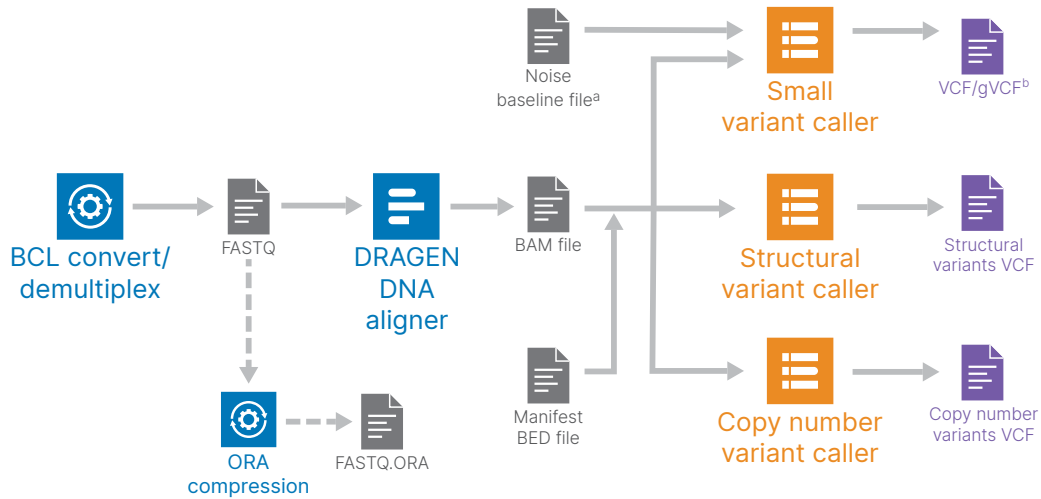 Noise
baseline fileᵃ
Small
variant caller
VCF/gVCFᵇ
BCL convert/
demultiplex
FASTQ
DRAGEN
DNA
aligner
BAM file
Structural
variant caller
Structural
variants VCF
ORA
compression
FASTQ.ORA
Manifest
BED file
Copy number
variant caller
Copy number
variants VCF